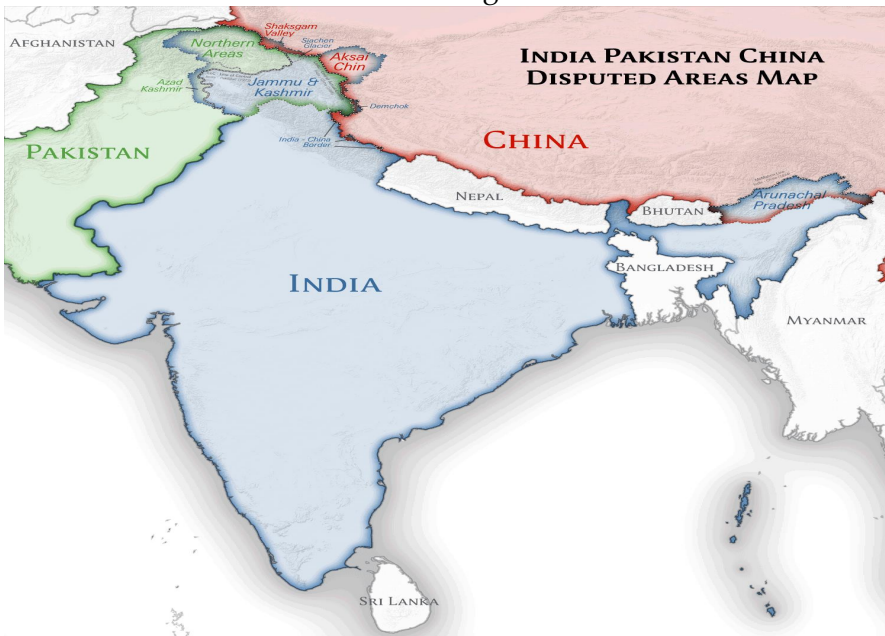 Shaksgam
Valley
Siachen
Glacier
AFGHANISTAN
Northern
Areas
Aksai
Chin
INDIA PAKISTAN CHINA
DISPUTED AREAS MAP
Azad
Kashmir
Jammu &
Kashmir
Demchok
India - China
Border
CHINA
PAKISTAN
NEPAL
BHUTAN
Arunachal
Pradesh
BANGLADESH
INDIA
MYANMAR
SRI LANKA